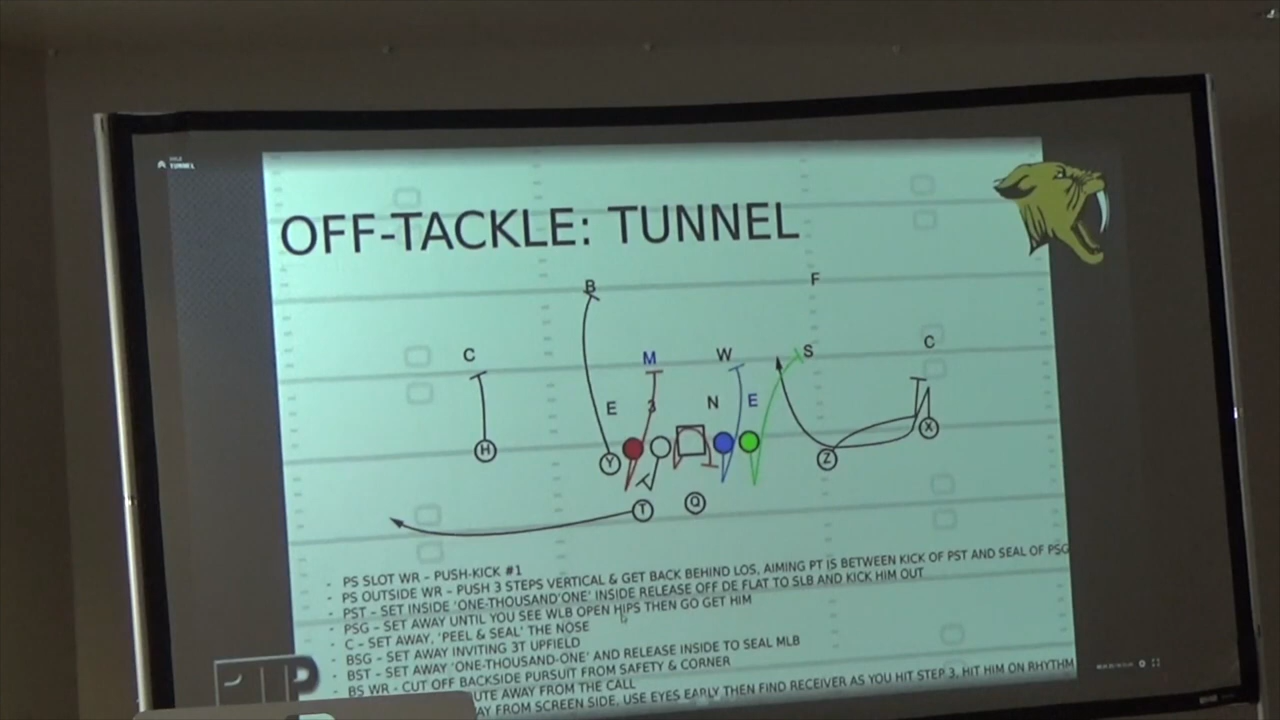 TUNNEL
OFF-TACKLE: TUNNEL
B F
C M W S C
E 3 N E
H Y Z X
T Q
- PS SLOT WR – PUSH-KICK #1
- PS OUTSIDE WR – PUSH 3 STEPS VERTICAL & GET BACK BEHIND LOS, AIMING PT IS BETWEEN KICK OF PST AND SEAL OF PSG
- PST – SET INSIDE 'ONE-THOUSAND'ONE' INSIDE RELEASE OFF DE FLAT TO SLB AND KICK HIM OUT
- PSG – SET AWAY UNTIL YOU SEE WLB OPEN HIPS THEN GO GET HIM
- C – SET AWAY, 'PEEL & SEAL' THE NOSE
- BSG – SET AWAY INVITING 3T UPFIELD
- BST – SET AWAY 'ONE-THOUSAND-ONE' AND RELEASE INSIDE TO SEAL MLB
- BS WR - CUT OFF BACKSIDE PURSUIT FROM SAFETY & CORNER
UTE AWAY FROM THE CALL
AY FROM SCREEN SIDE, USE EYES EARLY THEN FIND RECEIVER AS YOU HIT STEP 3, HIT HIM ON RHYTHM